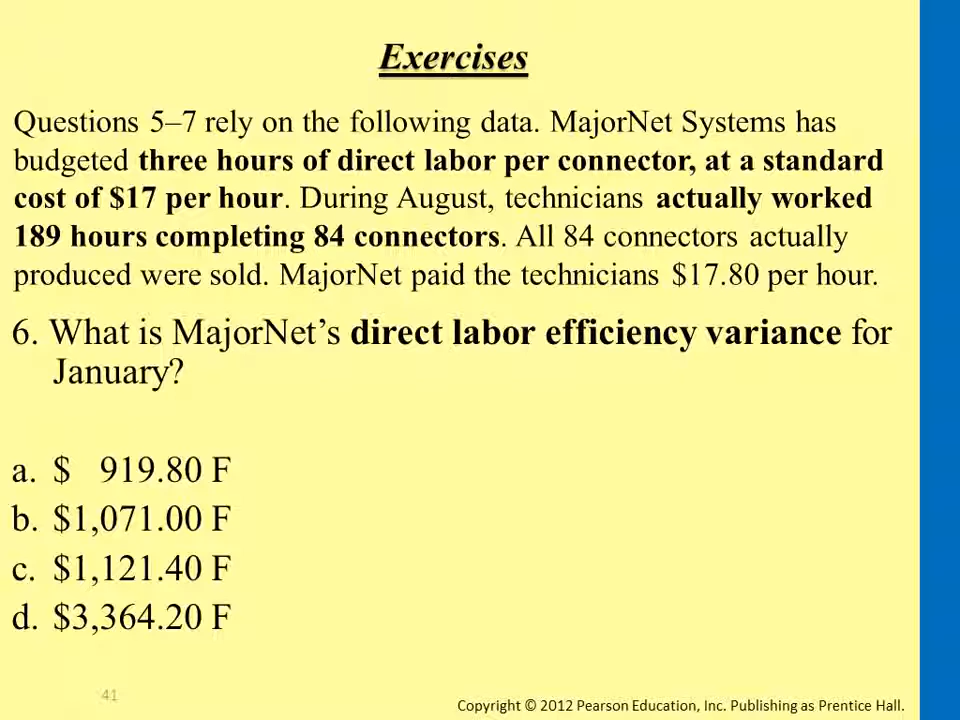 Exercises
Questions 5–7 rely on the following data. MajorNet Systems has
budgeted three hours of direct labor per connector, at a standard
cost of $17 per hour. During August, technicians actually worked
189 hours completing 84 connectors. All 84 connectors actually
produced were sold. MajorNet paid the technicians $17.80 per hour.
6. What is MajorNet’s direct labor efficiency variance for
January?
a. $ 919.80 F
b. $1,071.00 F
c. $1,121.40 F
d. $3,364.20 F
41
Copyright © 2012 Pearson Education, Inc. Publishing as Prentice Hall.